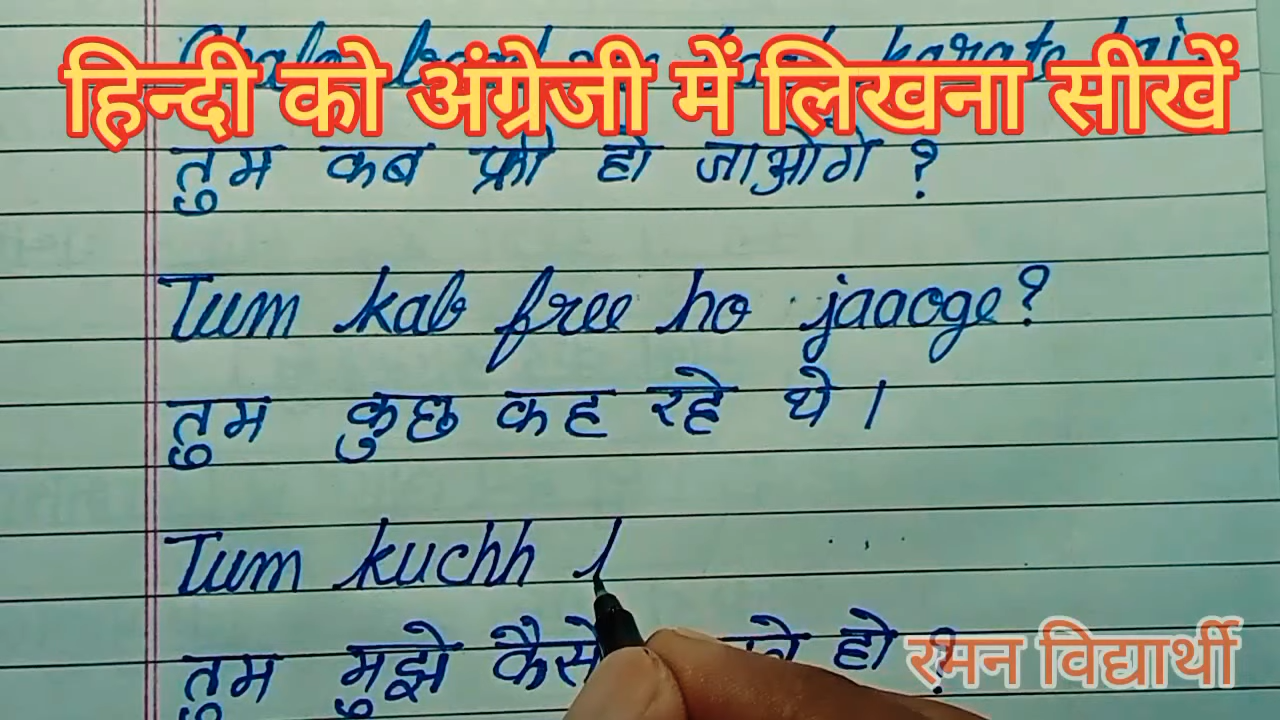 हिन्दी को अंग्रेजी में लिखना सीखें
तुम कब फ्री हो जाओगे ?
Tum kab free ho jaaoge?
तुम कुछ कह रहे थे ।
Tum kuchh
तुम मुझे कैसे हो ?
रमन विद्यार्थी